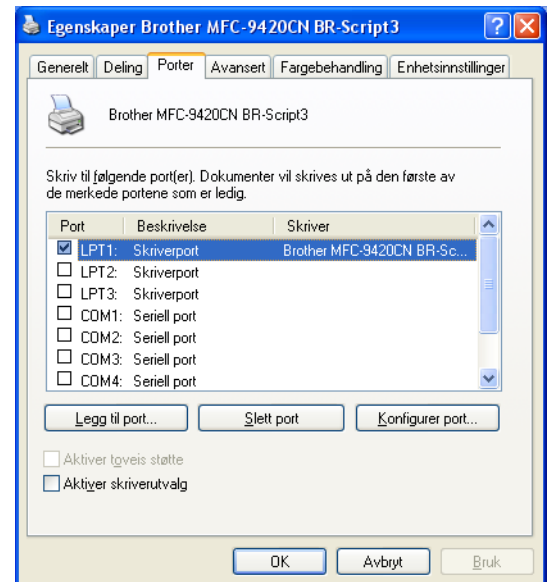 Egenskaper Brother MFC-9420CN BR-Script3
Generelt Deling Porter Avansert Fargebehandling Enhetsinnstillinger
Brother MFC-9420CN BR-Script3
Skriv til følgende port(er). Dokumenter vil skrives ut på den første av
de merkede portene som er ledig.
Port Beskrivelse Skriver
LPT1: Skriverport Brother MFC-9420CN BR-Sc...
LPT2: Skriverport
LPT3: Skriverport
COM1: Seriell port
COM2: Seriell port
COM3: Seriell port
COM4: Seriell port
Legg til port... Slett port Konfigurer port...
Aktiver toveis støtte
Aktiver skriverutvalg
OK Avbryt Bruk